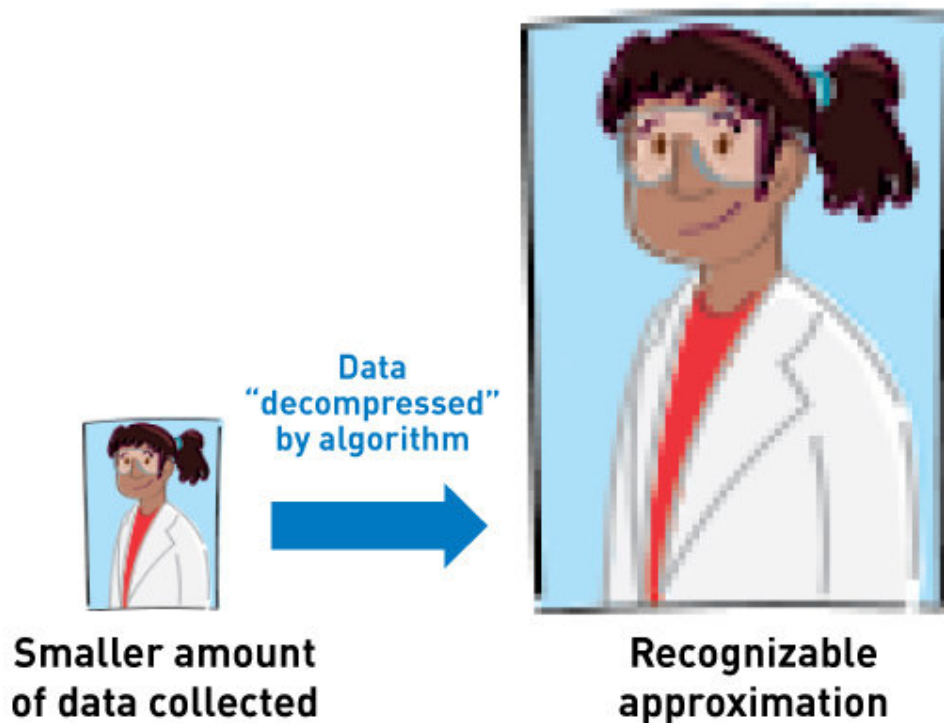 Data
“decompressed”
by algorithm
Smaller amount
of data collected
Recognizable
approximation